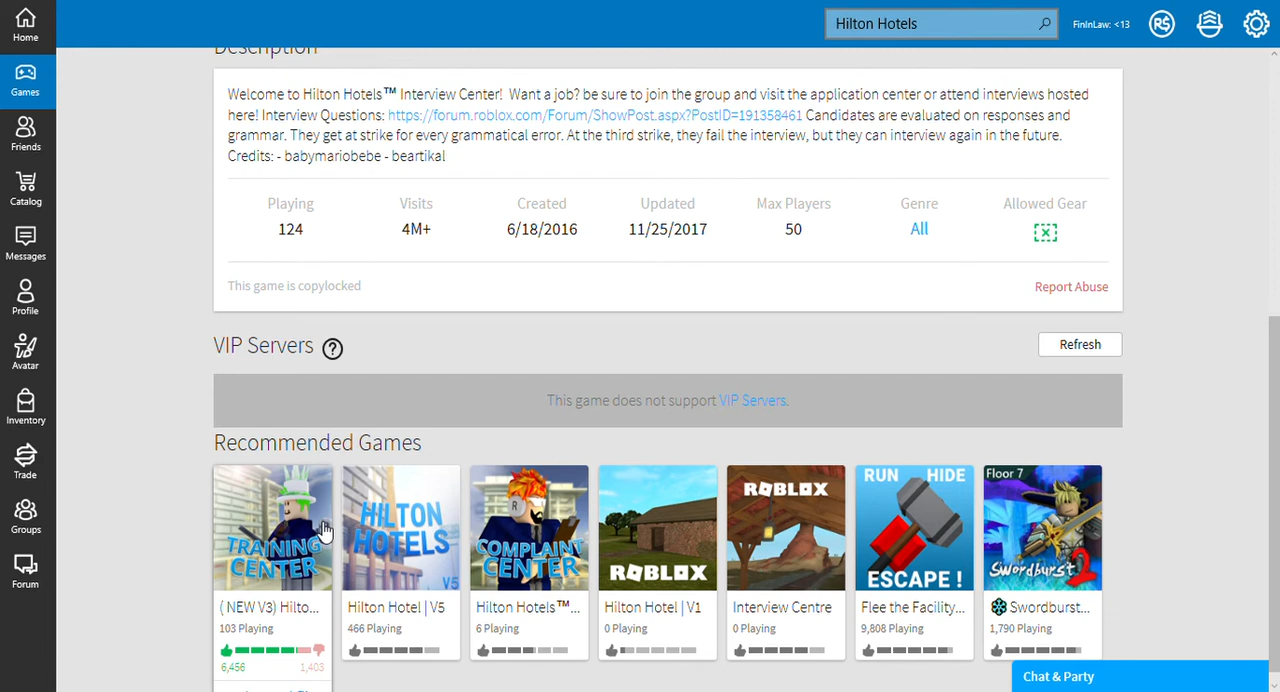 Hilton Hotels
FinInLaw: <13
R$
Home
Games
Friends
Catalog
Messages
Profile
Avatar
Inventory
Trade
Groups
Forum
Description
Welcome to Hilton Hotels™ Interview Center! Want a job? be sure to join the group and visit the application center or attend interviews hosted
here! Interview Questions: https://forum.roblox.com/Forum/ShowPost.aspx?PostID=191358461 Candidates are evaluated on responses and
grammar. They get at strike for every grammatical error. At the third strike, they fail the interview, but they can interview again in the future.
Credits: - babymariobebe - beartikal
Playing Visits Created Updated Max Players Genre Allowed Gear
124 4M+ 6/18/2016 11/25/2017 50 All
This game is copylocked Report Abuse
VIP Servers ? Refresh
This game does not support VIP Servers.
Recommended Games
TRAINING
CENTER
HILTON
HOTELS
V5
R
COMPLAINT
CENTER
ROBLOX
ROBLOX
RUN HIDE
ESCAPE !
Floor 7
Swordburst
2
( NEW V3) Hilto... Hilton Hotel | V5 Hilton Hotels™... Hilton Hotel | V1 Interview Centre Flee the Facility... Swordburst...
103 Playing 466 Playing 6 Playing 0 Playing 0 Playing 9,808 Playing 1,790 Playing
6,456 1,403
Chat & Party